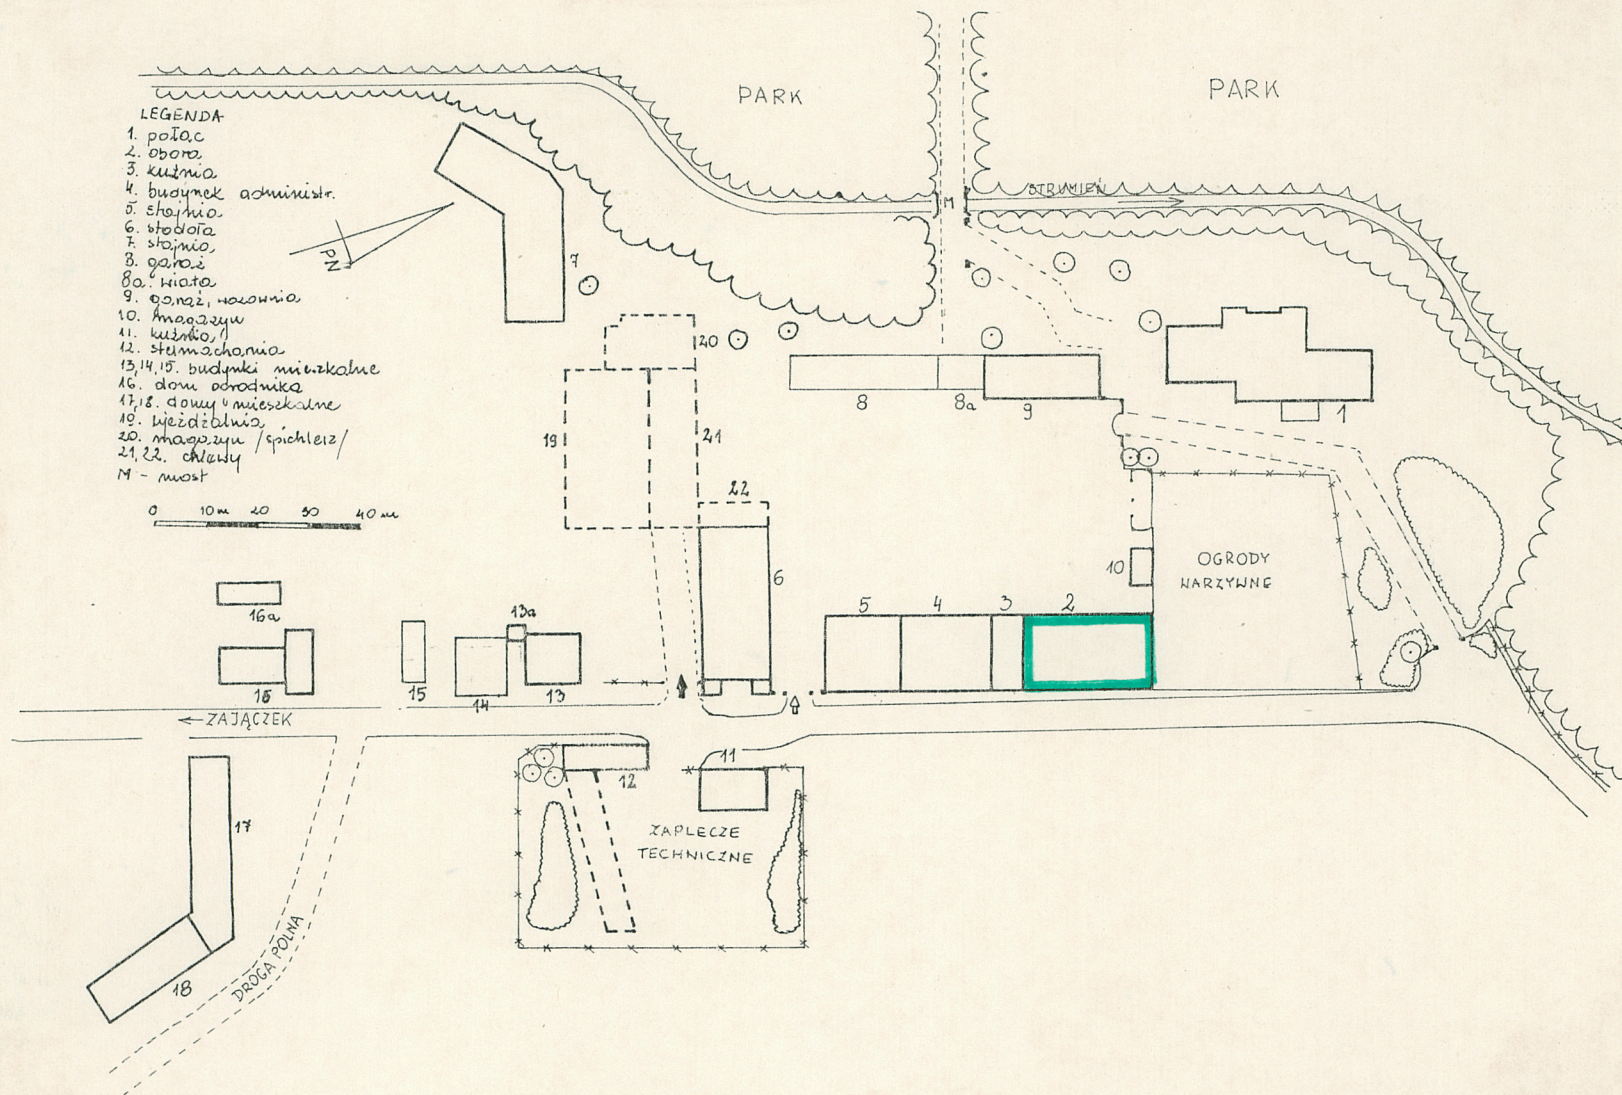 PARK
PARK
LEGENDA
1. pałac
2. obora
3. kuźnia
4. budynek administr.
5. stajnia
6. stodoła
7. stajnia
8. garaż
8a. wiata
9. garaż, wozownia
10. magazyn
11. kuźnia
12. stelmacharnia
13,14,15. budynki mieszkalne
16. dom ogrodnika
17,18. domy mieszkalne
19. ujeżdżalnia
20. magazyn /spichlerz/
21,22. chlewy
M - most
PN
STRUMIEŃ
M
7
20
8
8a
9
1
19
21
22
0 10m 20 30 40m
6
10
OGRODY
WARZYWNE
16a
13a
5
4
3
2
16
15
14
13
← ZAJĄCZEK
12
11
ZAPLECZE
TECHNICZNE
17
18
DROGA POLNA